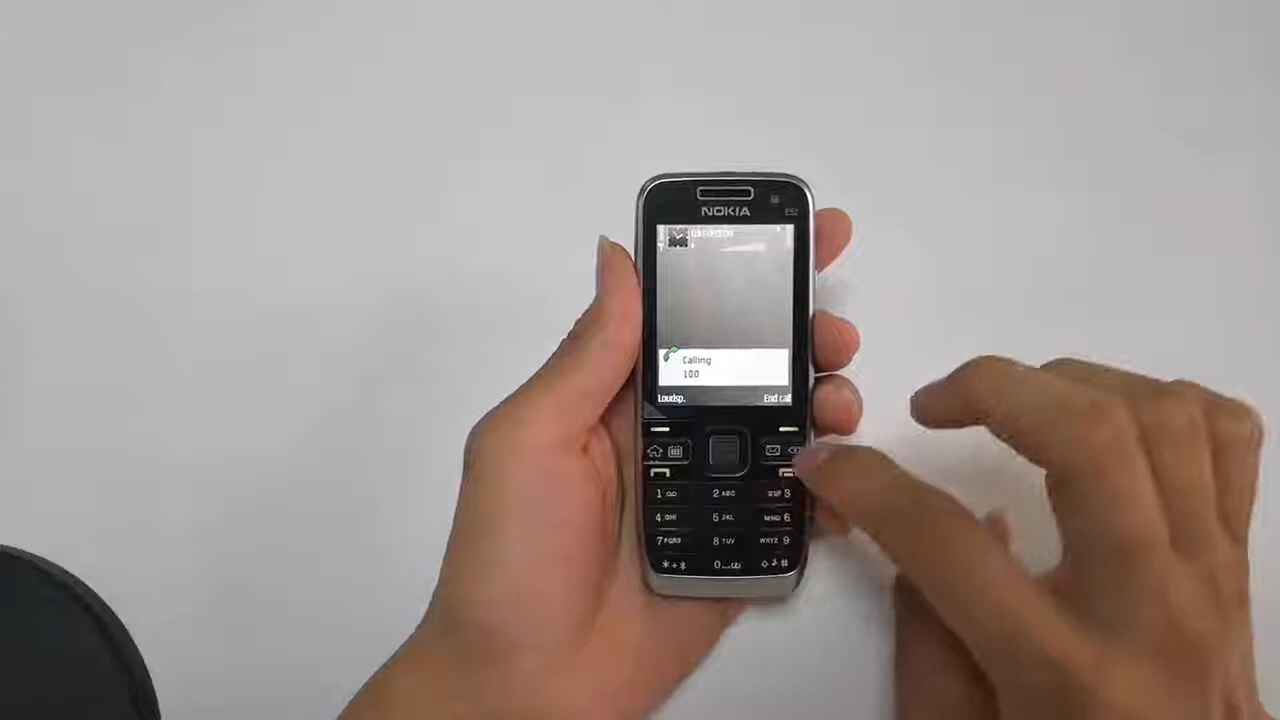 NOKIA E52
Calling
100
Loudsp. End call
1 2 ABC DEF 3
4 GHI 5 JKL MNO 6
7 PQRS 8 TUV WXYZ 9
* + 0 #